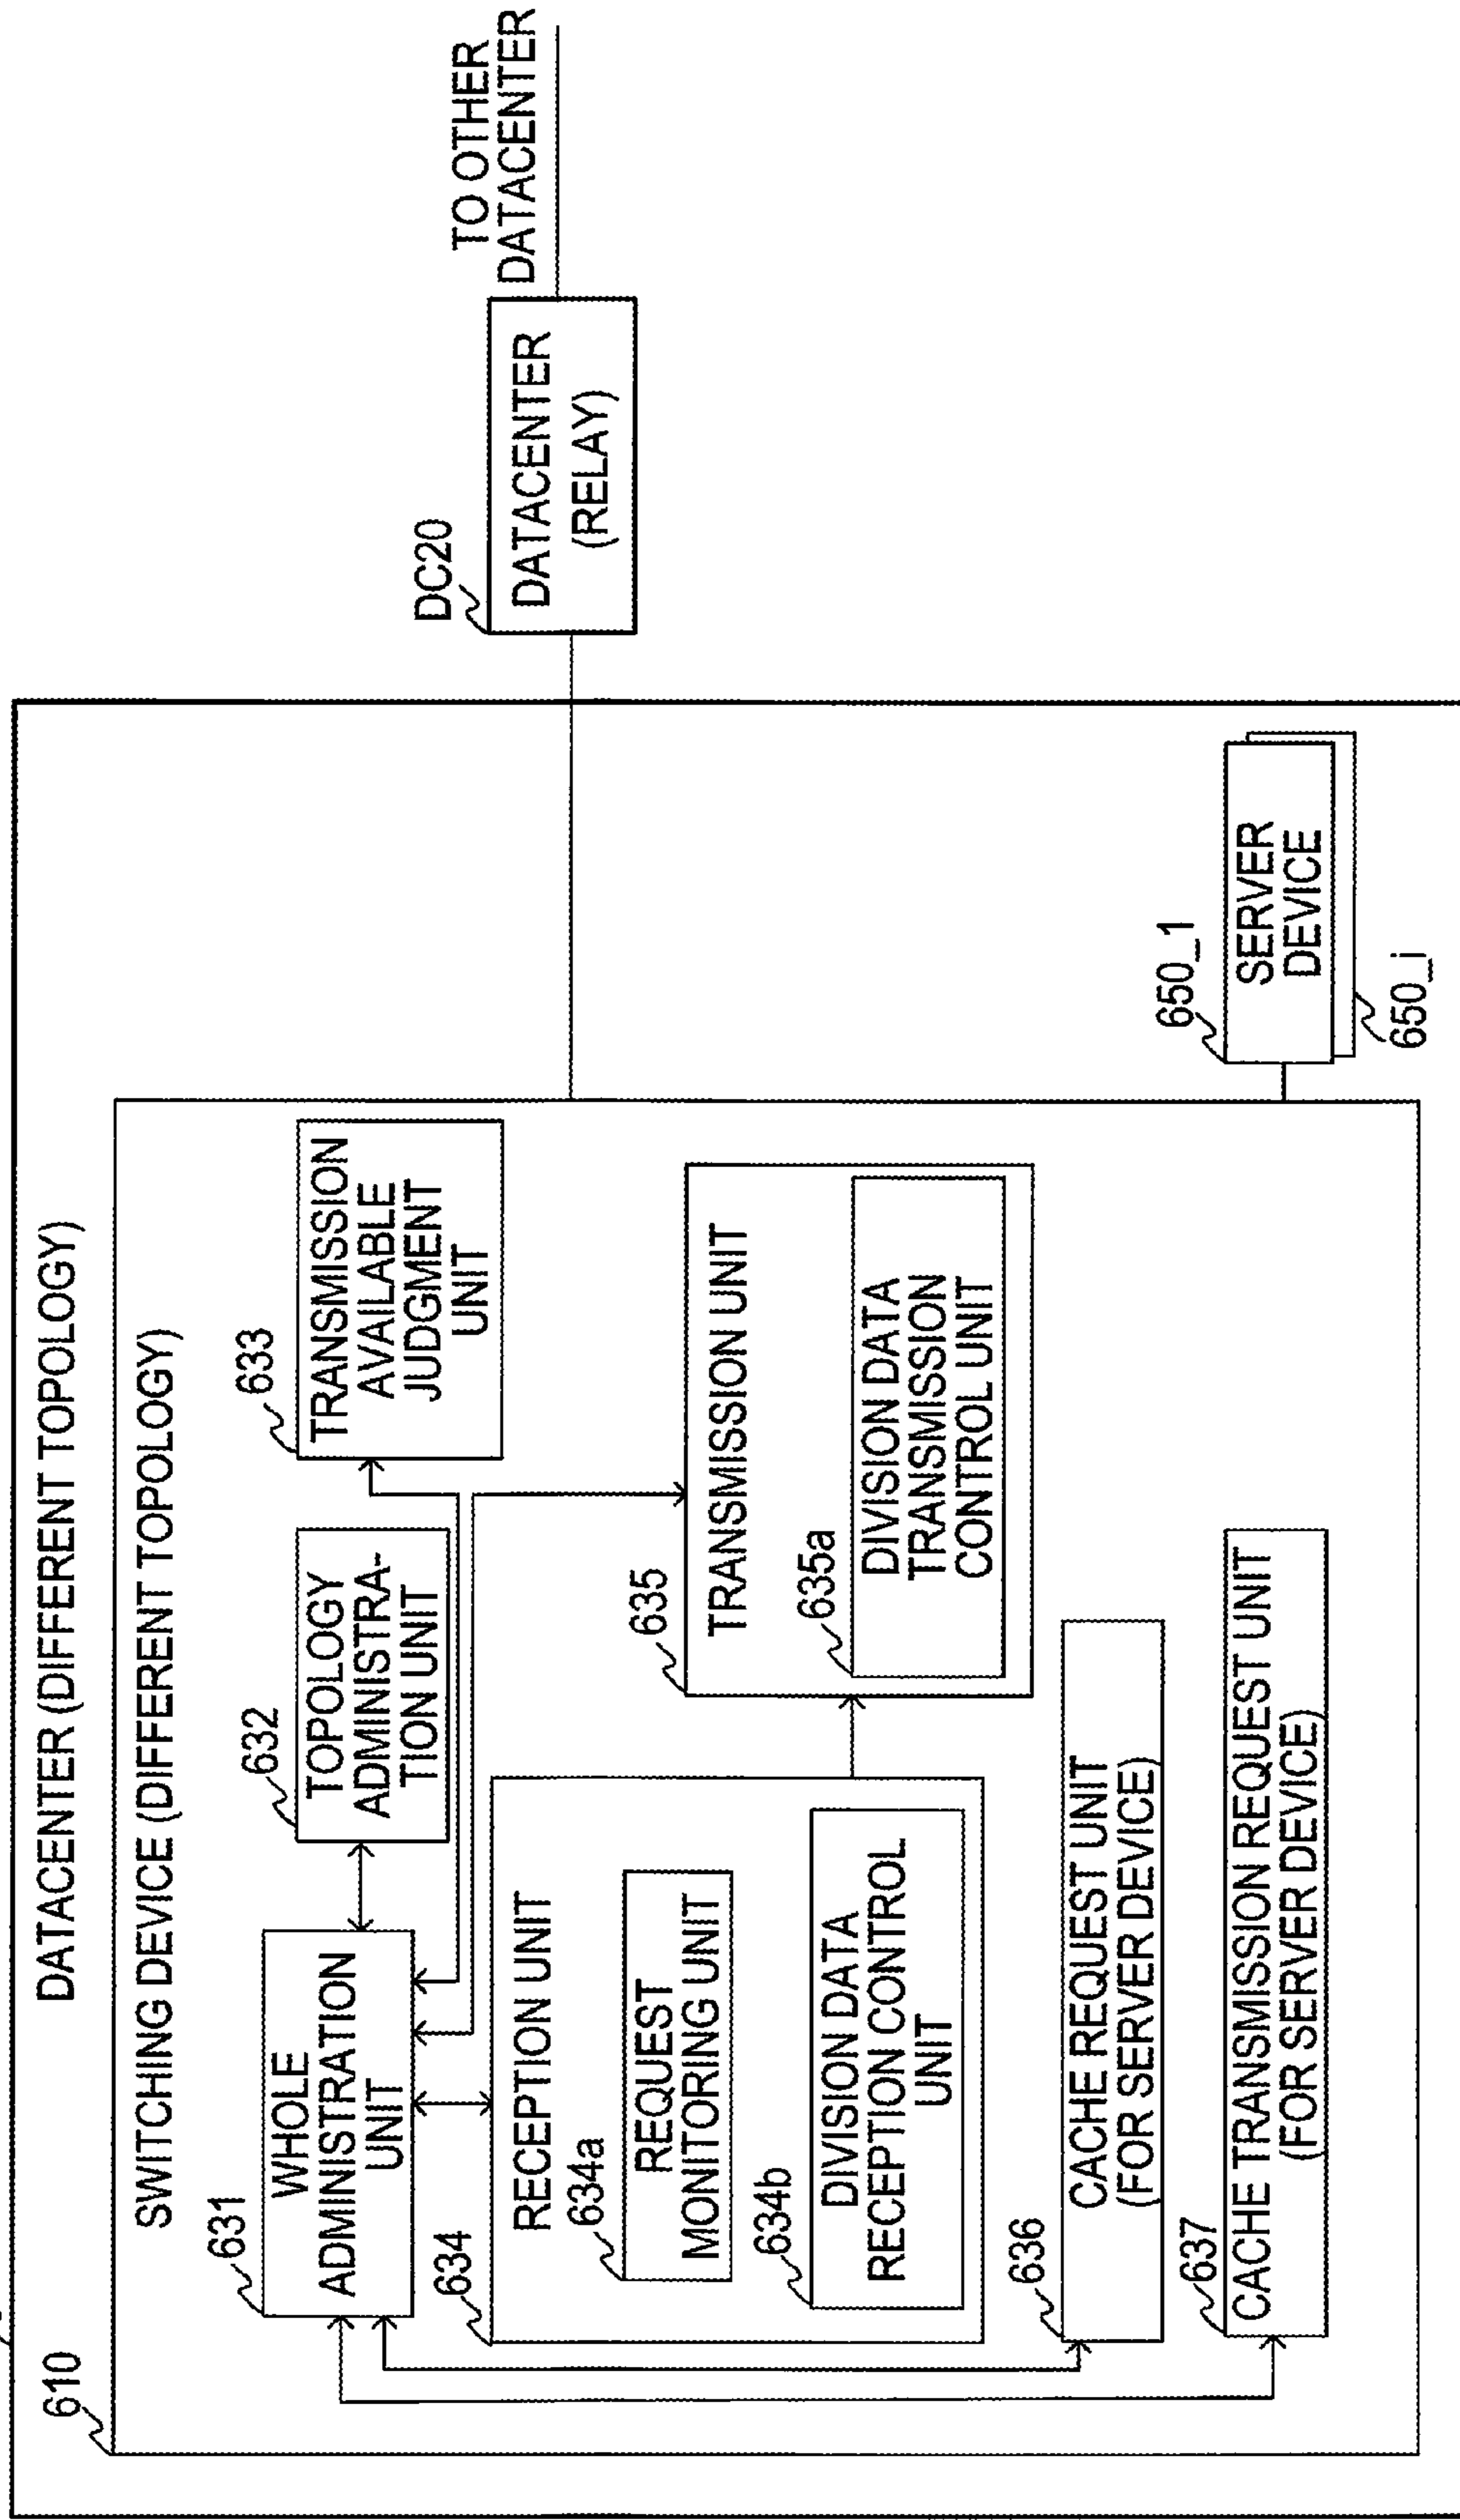 DATACENTER (DIFFERENT TOPOLOGY)
610
SWITCHING DEVICE (DIFFERENT TOPOLOGY)
631
WHOLE
ADMINISTRATION
UNIT
632
TOPOLOGY
ADMINISTRA-
TION UNIT
633
TRANSMISSION
AVAILABLE
JUDGMENT
UNIT
634
RECEPTION UNIT
634a
REQUEST
MONITORING UNIT
634b
DIVISION DATA
RECEPTION CONTROL
UNIT
635
TRANSMISSION UNIT
635a
DIVISION DATA
TRANSMISSION
CONTROL UNIT
636
CACHE REQUEST UNIT
(FOR SERVER DEVICE)
637
CACHE TRANSMISSION REQUEST UNIT
(FOR SERVER DEVICE)
650_1
SERVER
DEVICE
650_j
DC20
DATACENTER
(RELAY)
TO OTHER
DATACENTER